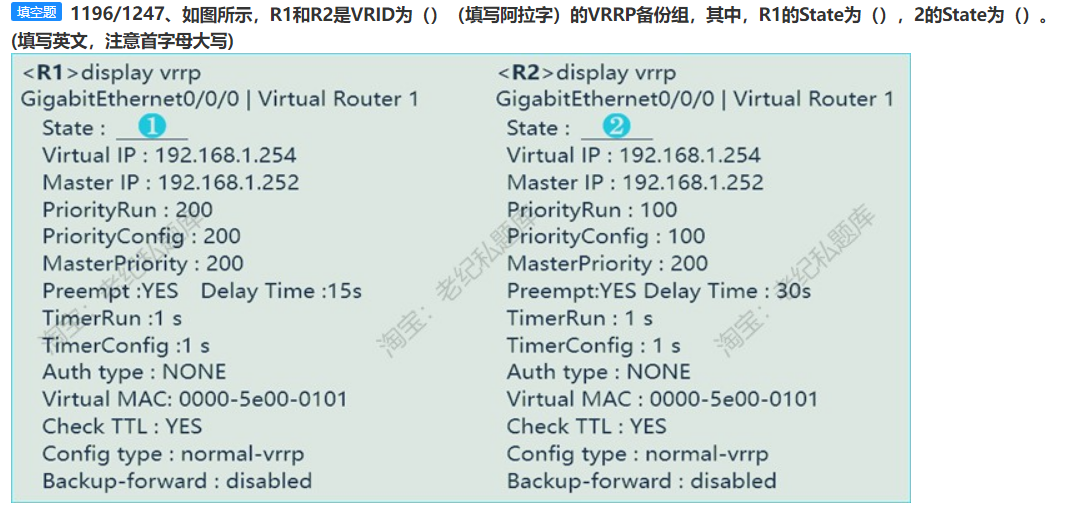 填空题 1196/1247、如图所示，R1和R2是VRID为（）（填写阿拉字）的VRRP备份组，其中，R1的State为（），2的State为（）。
(填写英文，注意首字母大写)
<R1>display vrrp
GigabitEthernet0/0/0 | Virtual Router 1
State : 1
Virtual IP : 192.168.1.254
Master IP : 192.168.1.252
PriorityRun : 200
PriorityConfig : 200
MasterPriority : 200
Preempt :YES Delay Time :15s
TimerRun :1 s
TimerConfig :1 s
Auth type : NONE
Virtual MAC: 0000-5e00-0101
Check TTL : YES
Config type : normal-vrrp
Backup-forward : disabled
<R2>display vrrp
GigabitEthernet0/0/0 | Virtual Router 1
State : 2
Virtual IP : 192.168.1.254
Master IP : 192.168.1.252
PriorityRun : 100
PriorityConfig : 100
MasterPriority : 200
Preempt:YES Delay Time : 30s
TimerRun : 1 s
TimerConfig : 1 s
Auth type : NONE
Virtual MAC : 0000-5e00-0101
Check TTL : YES
Config type : normal-vrrp
Backup-forward : disabled
淘宝：老纪私题库
淘宝：老纪私题库
淘宝：老纪私题库